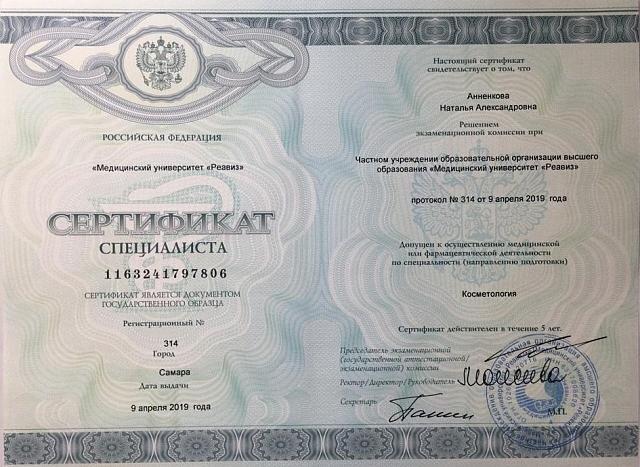 РОССИЙСКАЯ ФЕДЕРАЦИЯ
«Медицинский университет «Реавиз»
СЕРТИФИКАТ
СПЕЦИАЛИСТА
1163241797806
СЕРТИФИКАТ ЯВЛЯЕТСЯ ДОКУМЕНТОМ
ГОСУДАРСТВЕННОГО ОБРАЗЦА
Регистрационный №
314
Город
Самара
Дата выдачи
9 апреля 2019 года
Настоящий сертификат
свидетельствует о том, что
Анненкова
Наталья Александровна
Решением
экзаменационной комиссии при
Частном учреждении образовательной организации высшего
образования «Медицинский университет «Реавиз»
протокол № 314 от 9 апреля 2019 года
Допущен к осуществлению медицинской
или фармацевтической деятельности
по специальности (направлению подготовки)
Косметология
Сертификат действителен в течение 5 лет.
Председатель экзаменационной
(государственной аттестационной/
экзаменационной) комиссии
Ректор/Директор/Руководитель
Секретарь
М.П.